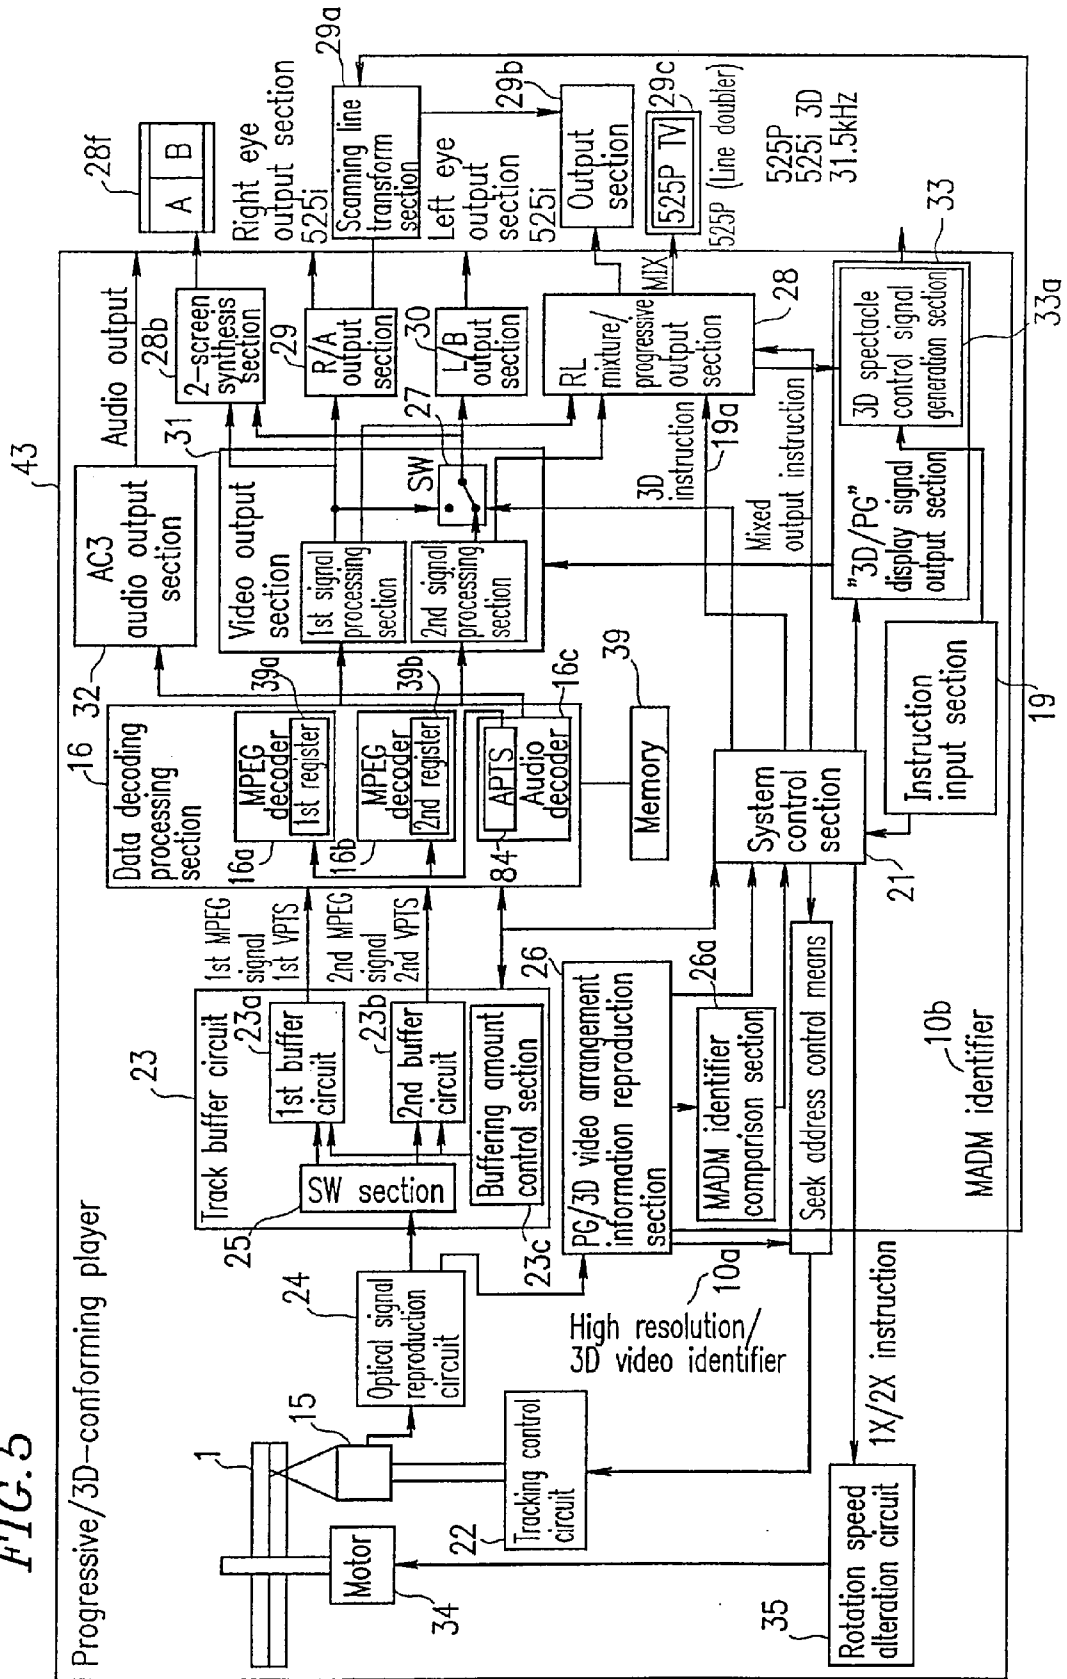 FIG. 5
Progressive/3D-conforming player
43
1
15
Motor
34
22
Tracking control
circuit
35
Rotation speed
alteration circuit
1X/2X instruction
24
Optical signal
reproduction
circuit
High resolution/
3D video identifier
10a
23
Track buffer circuit
25
SW section
23a
1st buffer
circuit
23b
2nd buffer
circuit
Buffering amount
control section
23c
1st MPEG
signal
1st VPTS
2nd MPEG
signal
2nd VPTS
26
PG/3D video arrangement
information reproduction
section
26a
MADM identifier
comparison section
Seek address control means
10b
MADM identifier
16
Data decoding
processing
section
16a
MPEG
decoder
1st register
39a
16b
MPEG
decoder
2nd register
39b
84
APTS
Audio
decoder
16c
39
Memory
System
control
section
21
Instruction
input section
19
32
AC3
audio output
section
Audio output
31
Video output
section
1st signal
processing
section
2nd signal
processing
section
SW
27
3D
instruction
19a
Mixed
output instruction
"3D/PG"
display signal
output section
3D spectacle
control signal
generation section
33
33a
28b
2-screen
synthesis
section
29
R/A
output
section
30
L/B
output
section
RL
mixture/
progressive
output
section
28
MIX
28f
A
B
Right eye
output section
525i
29a
Scanning line
transform
section
Left eye
output
section
525i
29b
Output
section
29c
525P TV
525P (Line doubler)
525P
525i 3D
31.5kHz